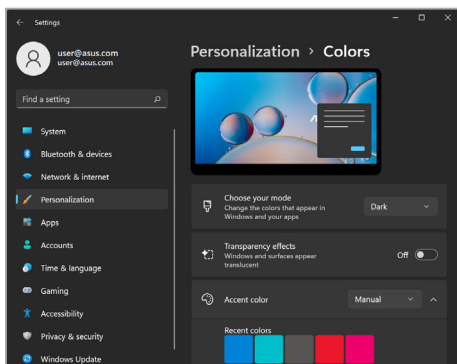 Settings
user@asus.com
user@asus.com
Find a setting
System
Bluetooth & devices
Network & internet
Personalization
Apps
Accounts
Time & language
Gaming
Accessibility
Privacy & security
Windows Update
Personalization > Colors
Choose your mode
Change the colors that appear in
Windows and your apps
Dark
Transparency effects
Windows and surfaces appear
translucent
Off
Accent color
Manual
Recent colors